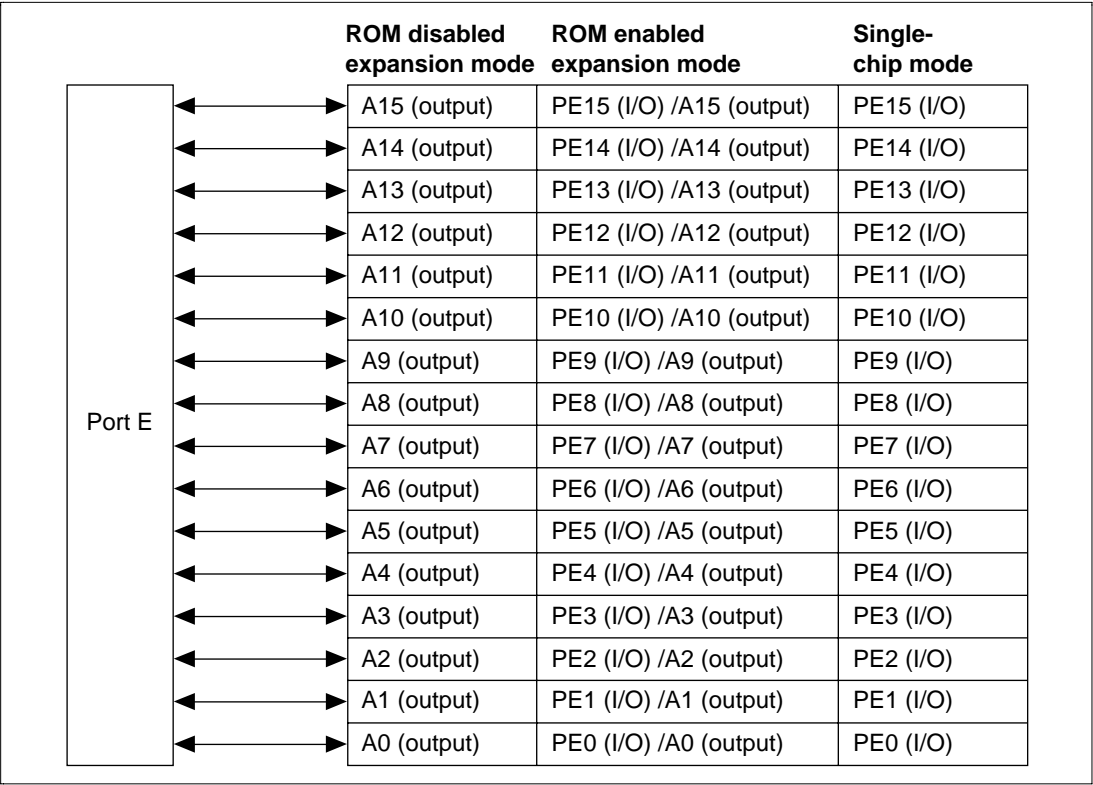 ROM disabled expansion mode
ROM enabled expansion mode
Single-chip mode
Port E
A15 (output) PE15 (I/O) /A15 (output) PE15 (I/O)
A14 (output) PE14 (I/O) /A14 (output) PE14 (I/O)
A13 (output) PE13 (I/O) /A13 (output) PE13 (I/O)
A12 (output) PE12 (I/O) /A12 (output) PE12 (I/O)
A11 (output) PE11 (I/O) /A11 (output) PE11 (I/O)
A10 (output) PE10 (I/O) /A10 (output) PE10 (I/O)
A9 (output) PE9 (I/O) /A9 (output) PE9 (I/O)
A8 (output) PE8 (I/O) /A8 (output) PE8 (I/O)
A7 (output) PE7 (I/O) /A7 (output) PE7 (I/O)
A6 (output) PE6 (I/O) /A6 (output) PE6 (I/O)
A5 (output) PE5 (I/O) /A5 (output) PE5 (I/O)
A4 (output) PE4 (I/O) /A4 (output) PE4 (I/O)
A3 (output) PE3 (I/O) /A3 (output) PE3 (I/O)
A2 (output) PE2 (I/O) /A2 (output) PE2 (I/O)
A1 (output) PE1 (I/O) /A1 (output) PE1 (I/O)
A0 (output) PE0 (I/O) /A0 (output) PE0 (I/O)